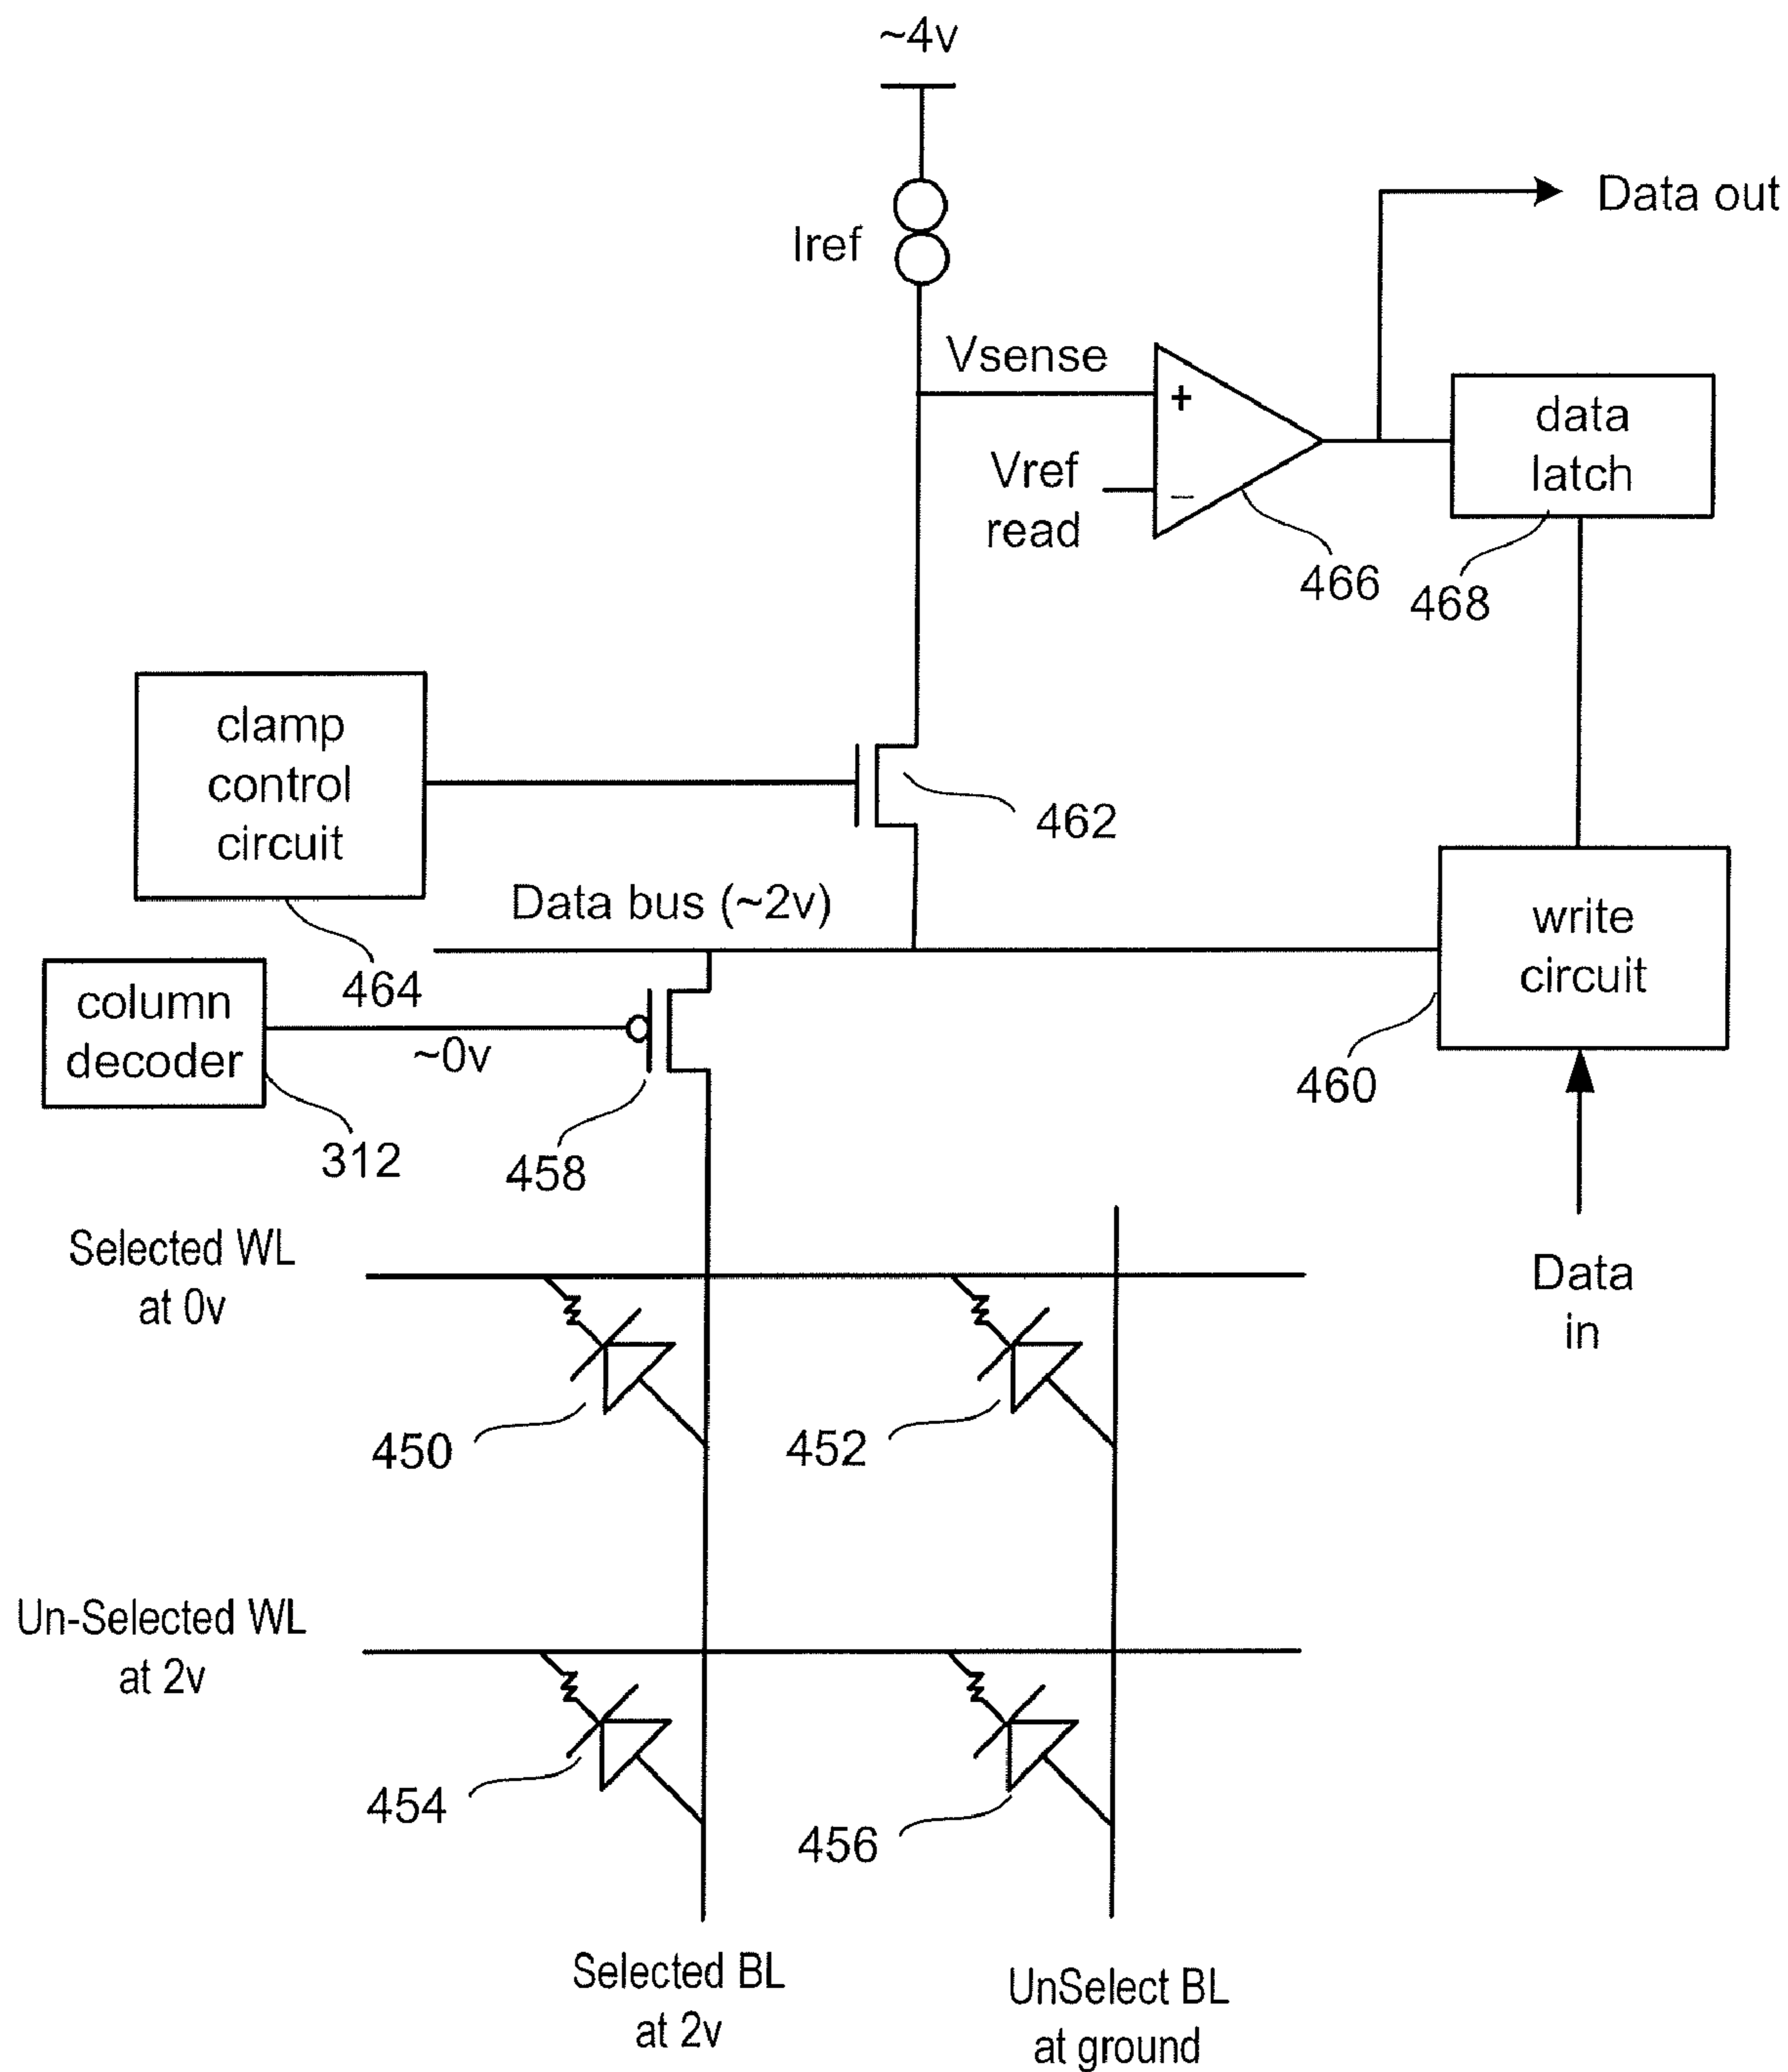 ~4v
Iref
Data out
Vsense
+
Vref
read
−
466
data
latch
468
clamp
control
circuit
464
462
Data bus (~2v)
write
circuit
460
column
decoder
312
~0v
458
Data
in
Selected WL
at 0v
450
452
Un-Selected WL
at 2v
454
456
Selected BL
at 2v
UnSelect BL
at ground